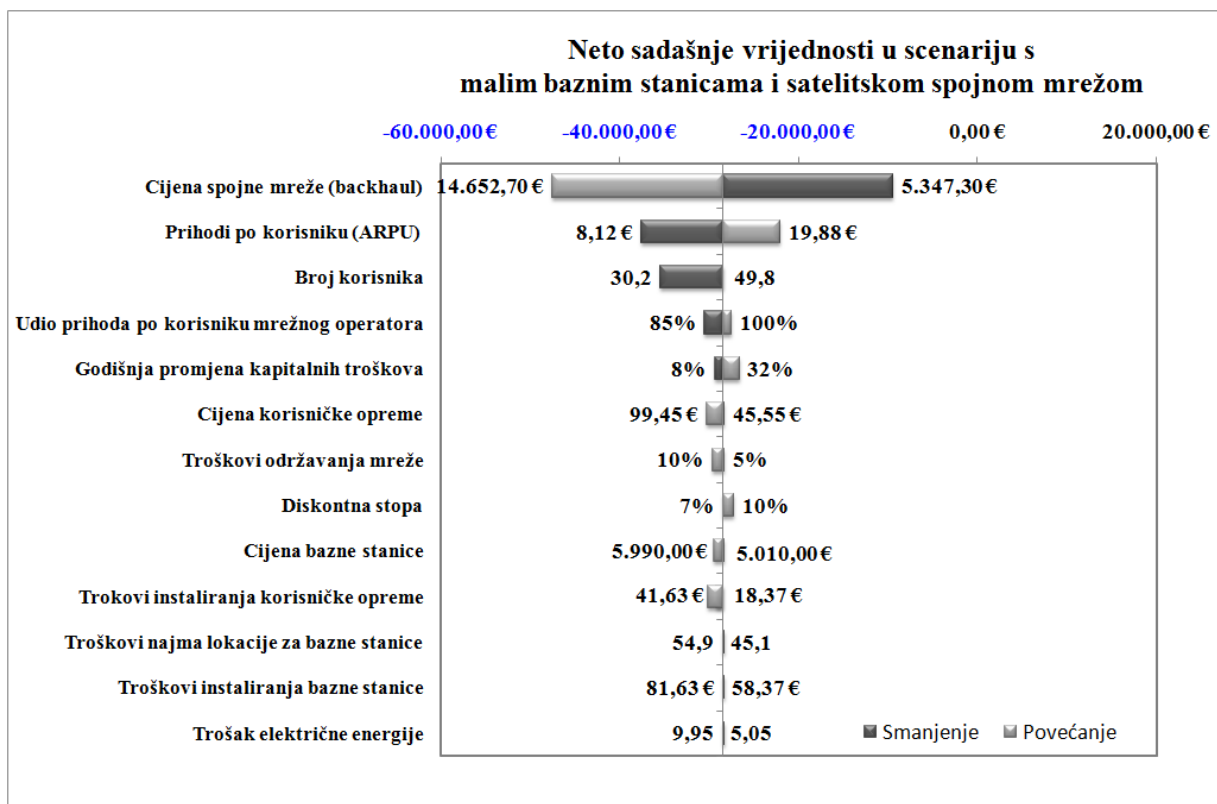 Neto sadašnje vrijednosti u scenariju s
malim baznim stanicama i satelitskom spojnom mrežom
-60.000,00 € -40.000,00 € -20.000,00 € 0,00 € 20.000,00 €
Cijena spojne mreže (backhaul) 14.652,70 € 5.347,30 €
Prihodi po korisniku (ARPU) 8,12 € 19,88 €
Broj korisnika 30,2 49,8
Udio prihoda po korisniku mrežnog operatora 85% 100%
Godišnja promjena kapitalnih troškova 8% 32%
Cijena korisničke opreme 99,45 € 45,55 €
Troškovi održavanja mreže 10% 5%
Diskontna stopa 7% 10%
Cijena bazne stanice 5.990,00 € 5.010,00 €
Trokovi instaliranja korisničke opreme 41,63 € 18,37 €
Troškovi najma lokacije za bazne stanice 54,9 45,1
Troškovi instaliranja bazne stanice 81,63 € 58,37 €
Trošak električne energije 9,95 5,05
Smanjenje Povećanje